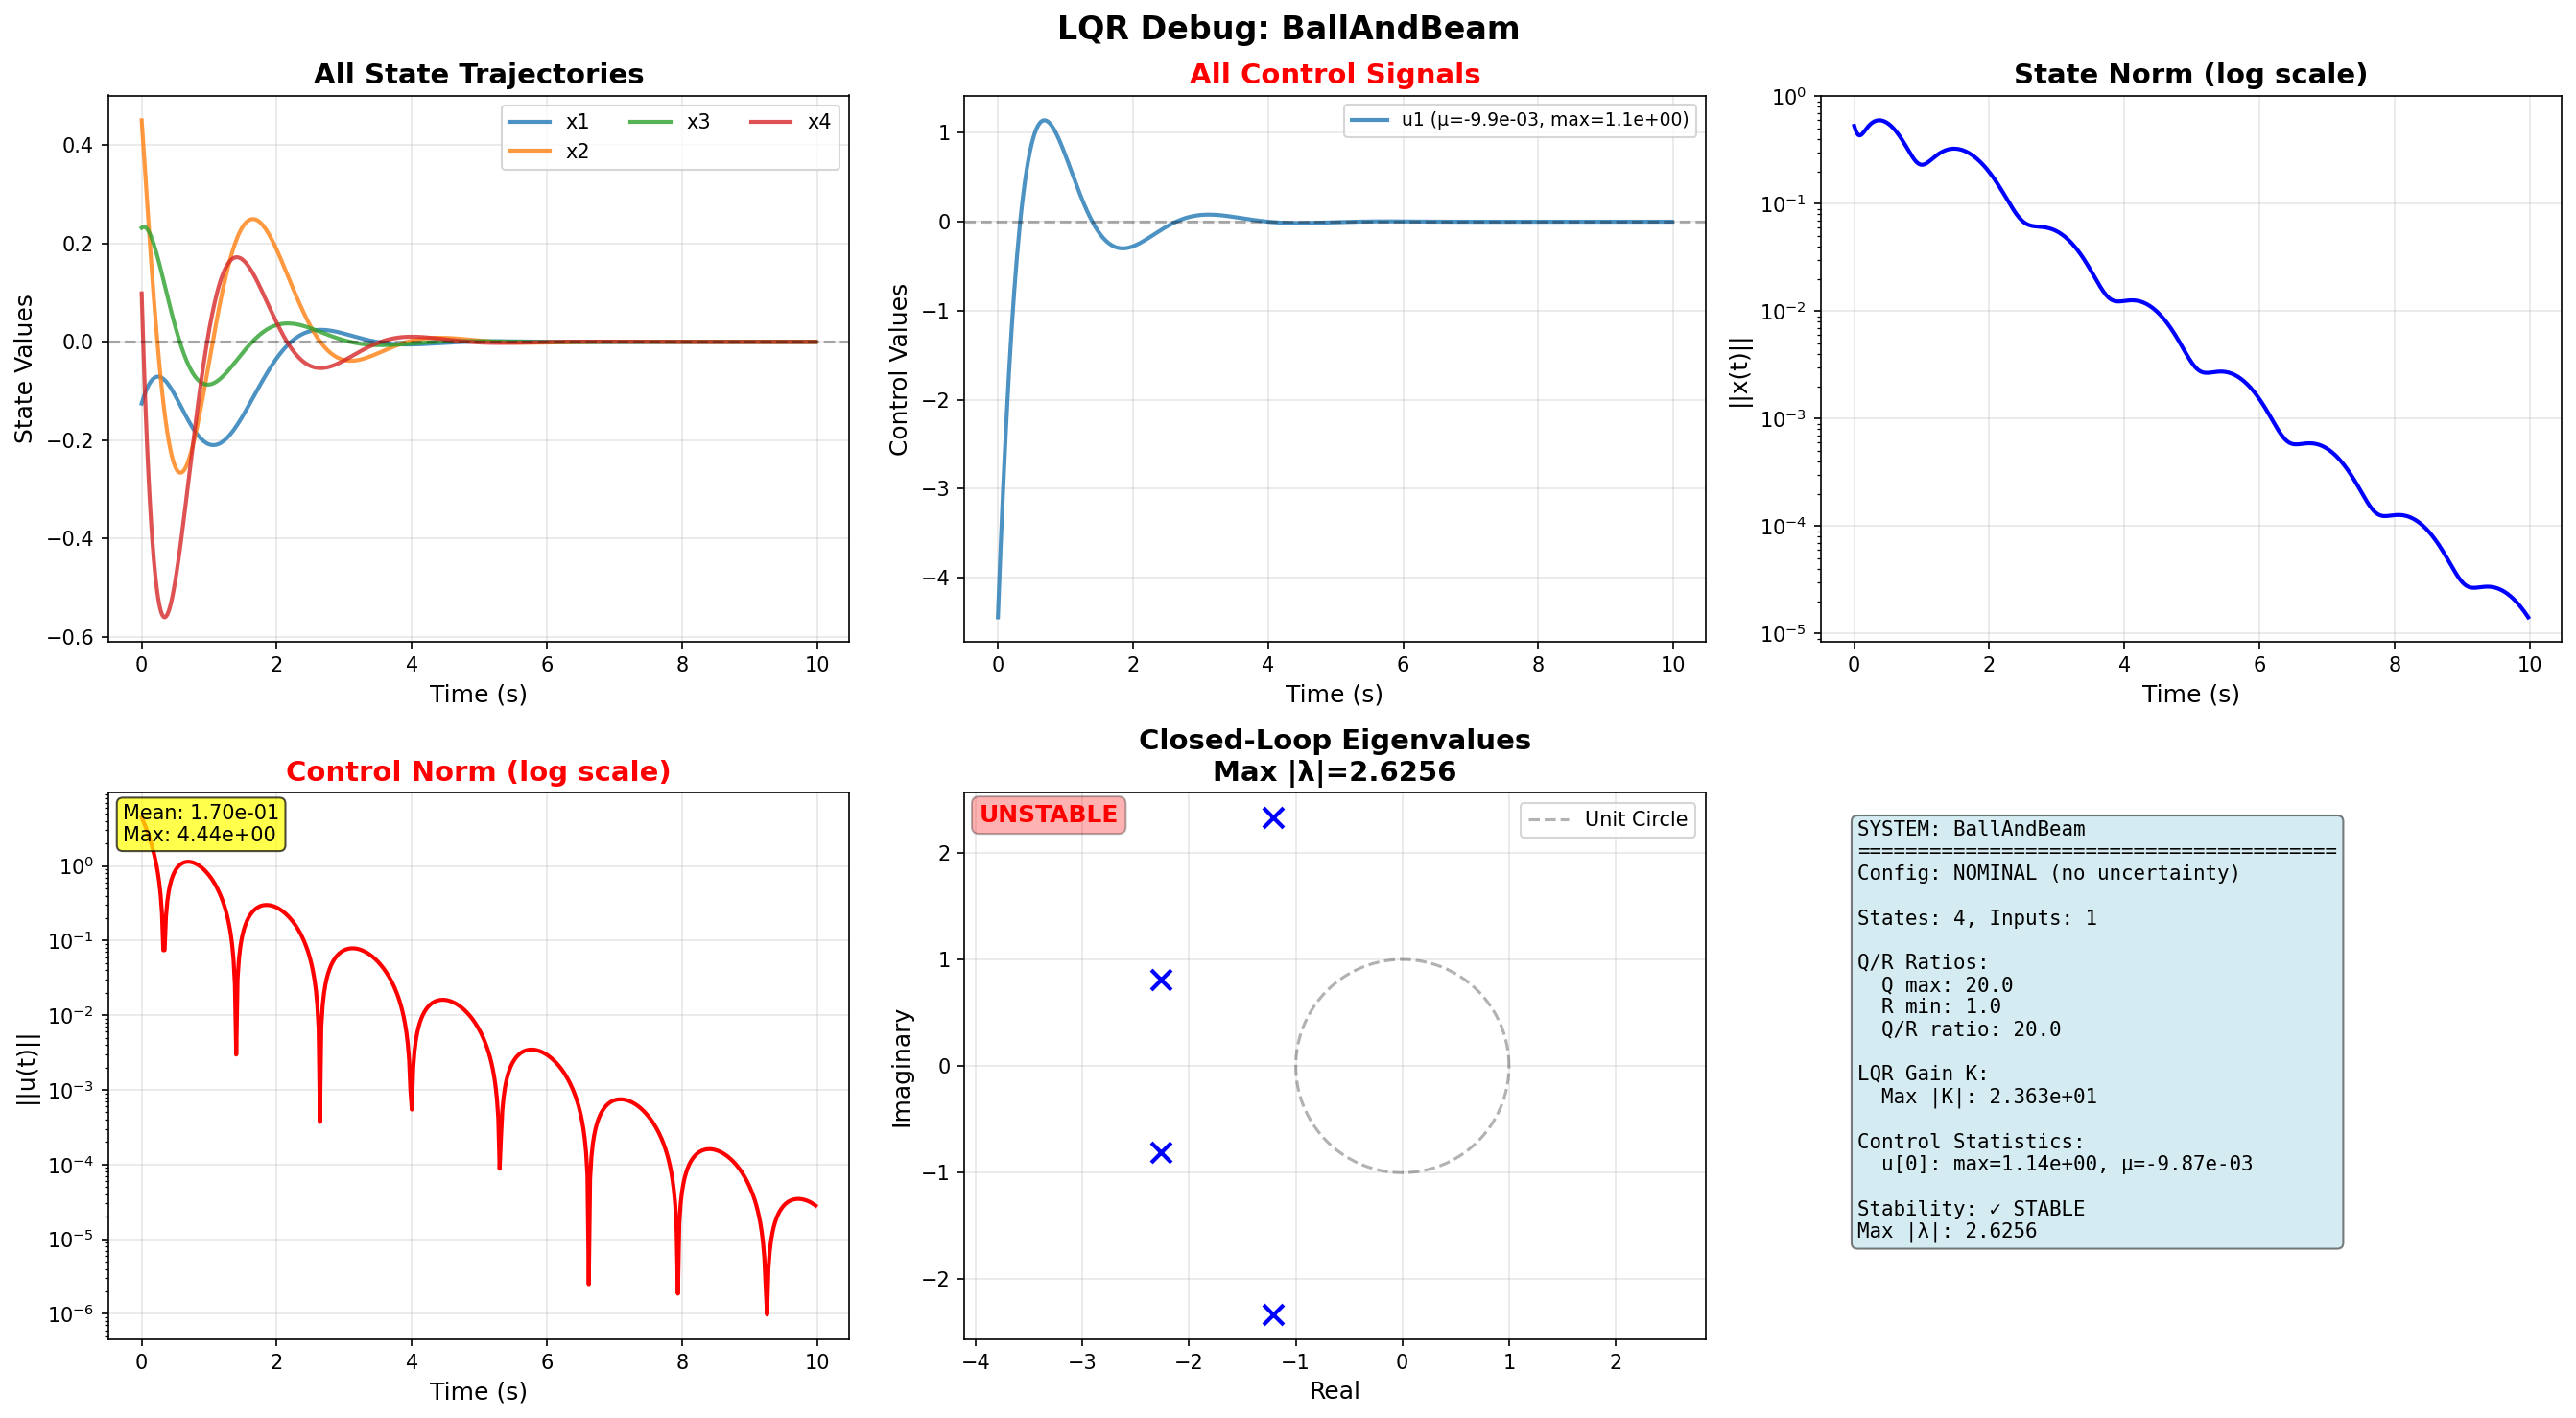 LQR Debug: BallAndBeam
All State Trajectories
x1 x3 x4
x2
0.4
0.2
0.0
−0.2
−0.4
−0.6
State Values
0 2 4 6 8 10
Time (s)
All Control Signals
u1 (μ=-9.9e-03, max=1.1e+00)
1
0
−1
−2
−3
−4
Control Values
0 2 4 6 8 10
Time (s)
State Norm (log scale)
10⁰
10⁻¹
10⁻²
10⁻³
10⁻⁴
10⁻⁵
||x(t)||
0 2 4 6 8 10
Time (s)
Control Norm (log scale)
Mean: 1.70e-01
Max: 4.44e+00
10⁰
10⁻¹
10⁻²
10⁻³
10⁻⁴
10⁻⁵
10⁻⁶
||u(t)||
0 2 4 6 8 10
Time (s)
Closed-Loop Eigenvalues
Max |λ|=2.6256
UNSTABLE
Unit Circle
2
1
0
−1
−2
Imaginary
−4 −3 −2 −1 0 1 2
Real
SYSTEM: BallAndBeam
========================================
Config: NOMINAL (no uncertainty)
States: 4, Inputs: 1
Q/R Ratios:
Q max: 20.0
R min: 1.0
Q/R ratio: 20.0
LQR Gain K:
Max |K|: 2.363e+01
Control Statistics:
u[0]: max=1.14e+00, μ=-9.87e-03
Stability: ✓ STABLE
Max |λ|: 2.6256